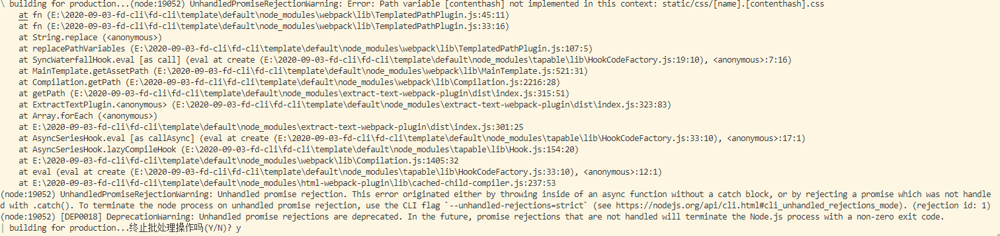 \ building for production...(node:19052) UnhandledPromiseRejectionWarning: Error: Path variable [contenthash] not implemented in this context: static/css/[name].[contenthash].css
at fn (E:\2020-09-03-fd-cli\fd-cli\template\default\node_modules\webpack\lib\TemplatedPathPlugin.js:45:11)
at fn (E:\2020-09-03-fd-cli\fd-cli\template\default\node_modules\webpack\lib\TemplatedPathPlugin.js:33:16)
at String.replace (<anonymous>)
at replacePathVariables (E:\2020-09-03-fd-cli\fd-cli\template\default\node_modules\webpack\lib\TemplatedPathPlugin.js:107:5)
at SyncWaterfallHook.eval [as call] (eval at create (E:\2020-09-03-fd-cli\fd-cli\template\default\node_modules\tapable\lib\HookCodeFactory.js:19:10), <anonymous>:7:16)
at MainTemplate.getAssetPath (E:\2020-09-03-fd-cli\fd-cli\template\default\node_modules\webpack\lib\MainTemplate.js:521:31)
at Compilation.getPath (E:\2020-09-03-fd-cli\fd-cli\template\default\node_modules\webpack\lib\Compilation.js:2216:28)
at getPath (E:\2020-09-03-fd-cli\fd-cli\template\default\node_modules\extract-text-webpack-plugin\dist\index.js:315:51)
at ExtractTextPlugin.<anonymous> (E:\2020-09-03-fd-cli\fd-cli\template\default\node_modules\extract-text-webpack-plugin\dist\index.js:323:83)
at Array.forEach (<anonymous>)
at E:\2020-09-03-fd-cli\fd-cli\template\default\node_modules\extract-text-webpack-plugin\dist\index.js:301:25
at AsyncSeriesHook.eval [as callAsync] (eval at create (E:\2020-09-03-fd-cli\fd-cli\template\default\node_modules\tapable\lib\HookCodeFactory.js:33:10), <anonymous>:17:1)
at AsyncSeriesHook.lazyCompileHook (E:\2020-09-03-fd-cli\fd-cli\template\default\node_modules\tapable\lib\Hook.js:154:20)
at E:\2020-09-03-fd-cli\fd-cli\template\default\node_modules\webpack\lib\Compilation.js:1405:32
at eval (eval at create (E:\2020-09-03-fd-cli\fd-cli\template\default\node_modules\tapable\lib\HookCodeFactory.js:33:10), <anonymous>:12:1)
at E:\2020-09-03-fd-cli\fd-cli\template\default\node_modules\html-webpack-plugin\lib\cached-child-compiler.js:237:53
(node:19052) UnhandledPromiseRejectionWarning: Unhandled promise rejection. This error originated either by throwing inside of an async function without a catch block, or by rejecting a promise which was not handle
d with .catch(). To terminate the node process on unhandled promise rejection, use the CLI flag `--unhandled-rejections=strict` (see https://nodejs.org/api/cli.html#cli_unhandled_rejections_mode). (rejection id: 1)
(node:19052) [DEP0018] DeprecationWarning: Unhandled promise rejections are deprecated. In the future, promise rejections that are not handled will terminate the Node.js process with a non-zero exit code.
| building for production...终止批处理操作吗(Y/N)? y